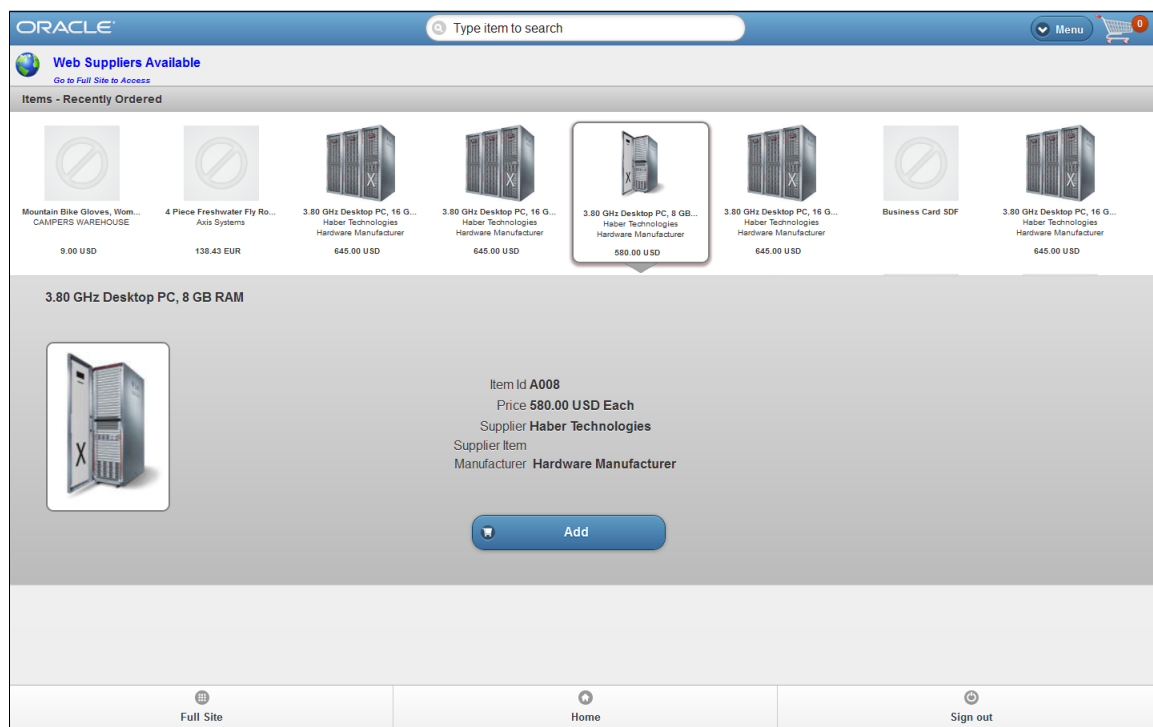 ORACLE
Type item to search
Menu
0
Web Suppliers Available
Go to Full Site to Access
Items - Recently Ordered
Mountain Bike Gloves, Wom...
CAMPERS WAREHOUSE
9.00 USD
4 Piece Freshwater Fly Ro...
Axis Systems
138.43 EUR
3.80 GHz Desktop PC, 16 G...
Haber Technologies
Hardware Manufacturer
645.00 USD
3.80 GHz Desktop PC, 16 G...
Haber Technologies
Hardware Manufacturer
645.00 USD
3.80 GHz Desktop PC, 8 GB...
Haber Technologies
Hardware Manufacturer
580.00 USD
3.80 GHz Desktop PC, 16 G...
Haber Technologies
Hardware Manufacturer
645.00 USD
Business Card SDF
3.80 GHz Desktop PC, 16 G...
Haber Technologies
Hardware Manufacturer
645.00 USD
3.80 GHz Desktop PC, 8 GB RAM
Item Id A008
Price 580.00 USD Each
Supplier Haber Technologies
Supplier Item
Manufacturer Hardware Manufacturer
Add
Full Site
Home
Sign out